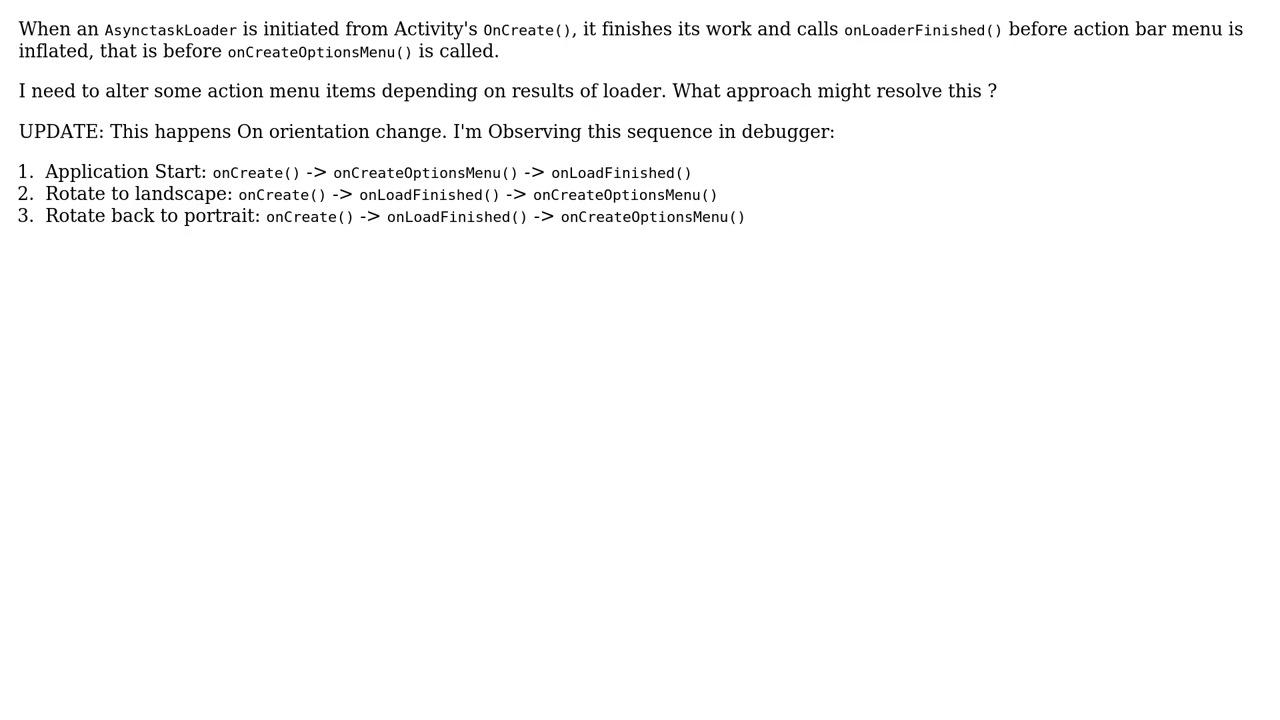 When an AsynctaskLoader is initiated from Activity's OnCreate(), it finishes its work and calls onLoaderFinished() before action bar menu is
inflated, that is before onCreateOptionsMenu() is called.
I need to alter some action menu items depending on results of loader. What approach might resolve this ?
UPDATE: This happens On orientation change. I'm Observing this sequence in debugger:
1. Application Start: onCreate() -> onCreateOptionsMenu() -> onLoadFinished()
2. Rotate to landscape: onCreate() -> onLoadFinished() -> onCreateOptionsMenu()
3. Rotate back to portrait: onCreate() -> onLoadFinished() -> onCreateOptionsMenu()